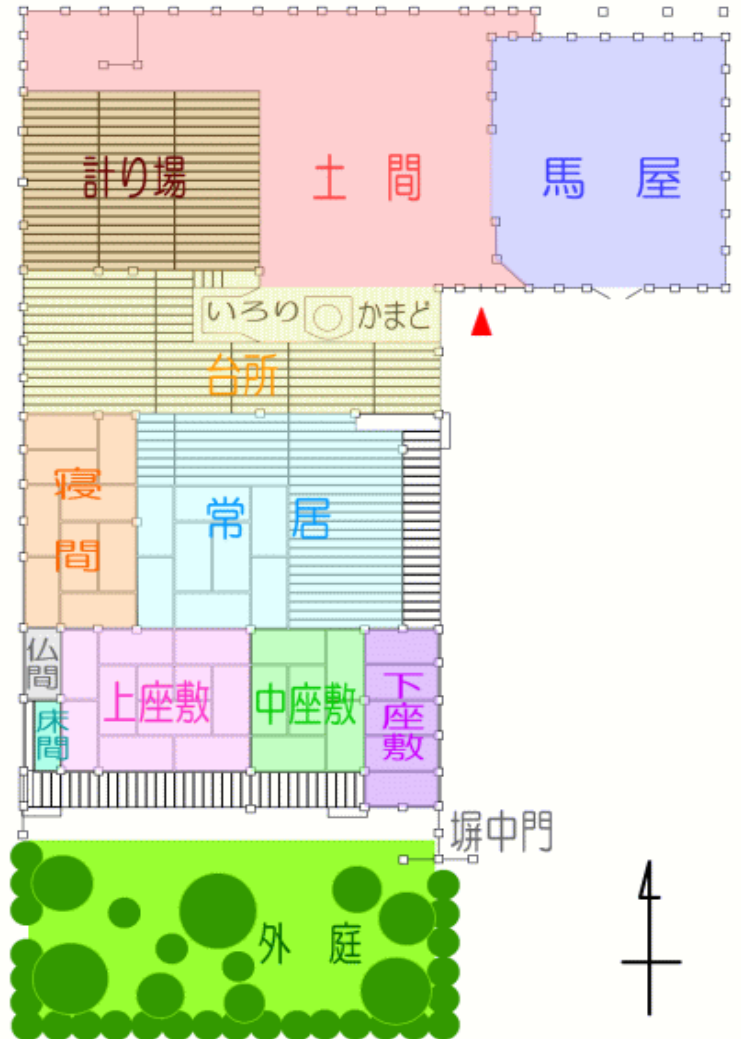 計り場
土間
馬屋
いろり
かまど
台所
寝間
常居
仏間
床間
上座敷
中座敷
下座敷
塀中門
外庭